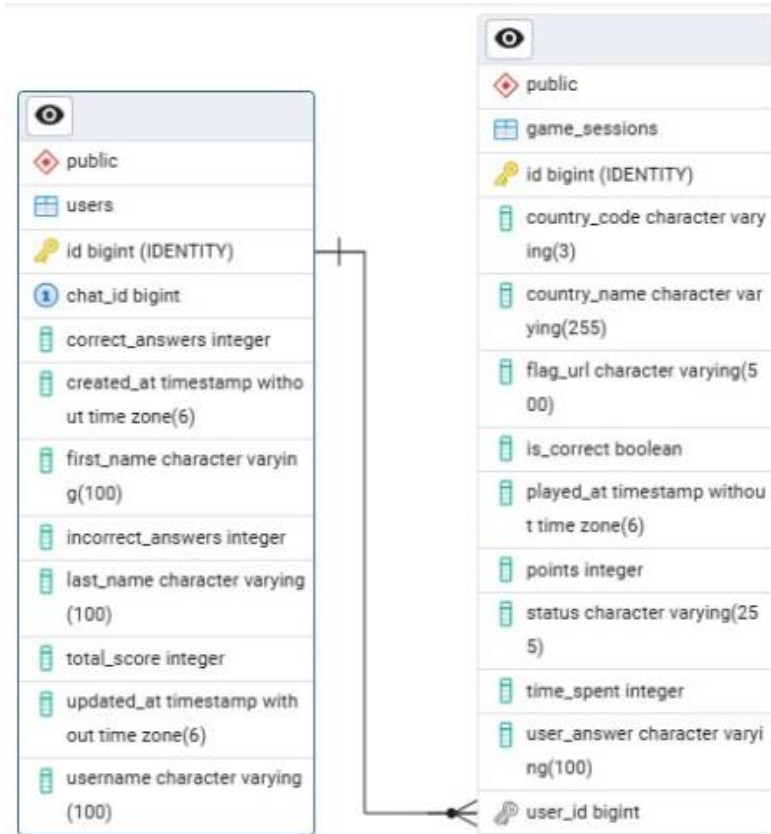 public
users
id bigint (IDENTITY)
chat_id bigint
correct_answers integer
created_at timestamp witho
ut time zone(6)
first_name character varyin
g(100)
incorrect_answers integer
last_name character varying
(100)
total_score integer
updated_at timestamp with
out time zone(6)
username character varying
(100)
public
game_sessions
id bigint (IDENTITY)
country_code character vary
ing(3)
country_name character var
ying(255)
flag_url character varying(5
00)
is_correct boolean
played_at timestamp withou
t time zone(6)
points integer
status character varying(25
5)
time_spent integer
user_answer character varyi
ng(100)
user_id bigint